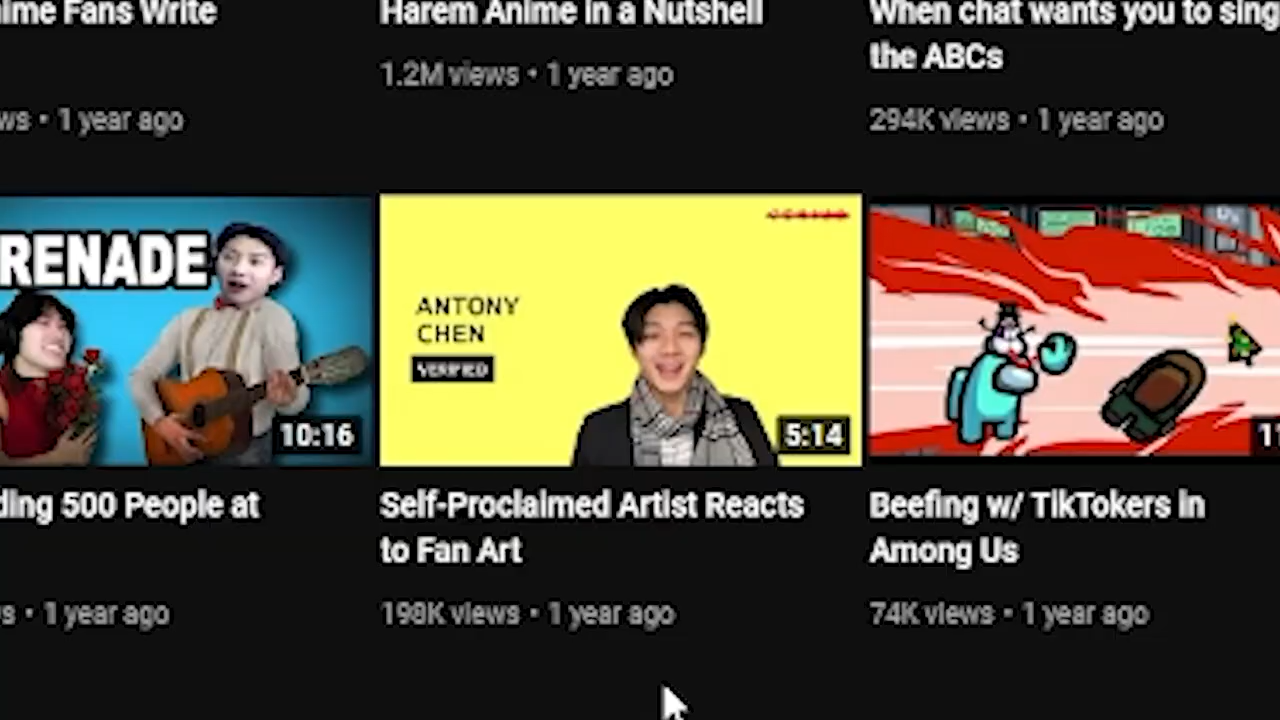 ime Fans Write
Harem Anime in a Nutshell
When chat wants you to sing
the ABCs
1.2M views • 1 year ago
ws • 1 year ago
294K views • 1 year ago
RENADE
ANTONY
CHEN
VERIFIED
10:16
5:14
11
ding 500 People at
Self-Proclaimed Artist Reacts
to Fan Art
Beefing w/ TikTokers in
Among Us
s • 1 year ago
198K views • 1 year ago
74K views • 1 year ago